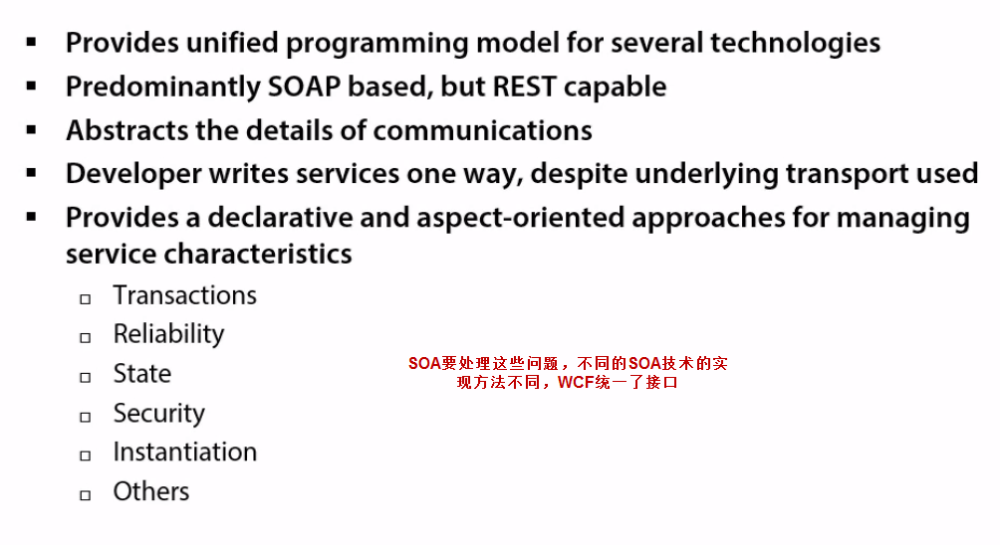 ▪ Provides unified programming model for several technologies
▪ Predominantly SOAP based, but REST capable
▪ Abstracts the details of communications
▪ Developer writes services one way, despite underlying transport used
▪ Provides a declarative and aspect-oriented approaches for managing
service characteristics
□ Transactions
□ Reliability
□ State
□ Security
□ Instantiation
□ Others
SOA要处理这些问题，不同的SOA技术的实
现方法不同，WCF统一了接口